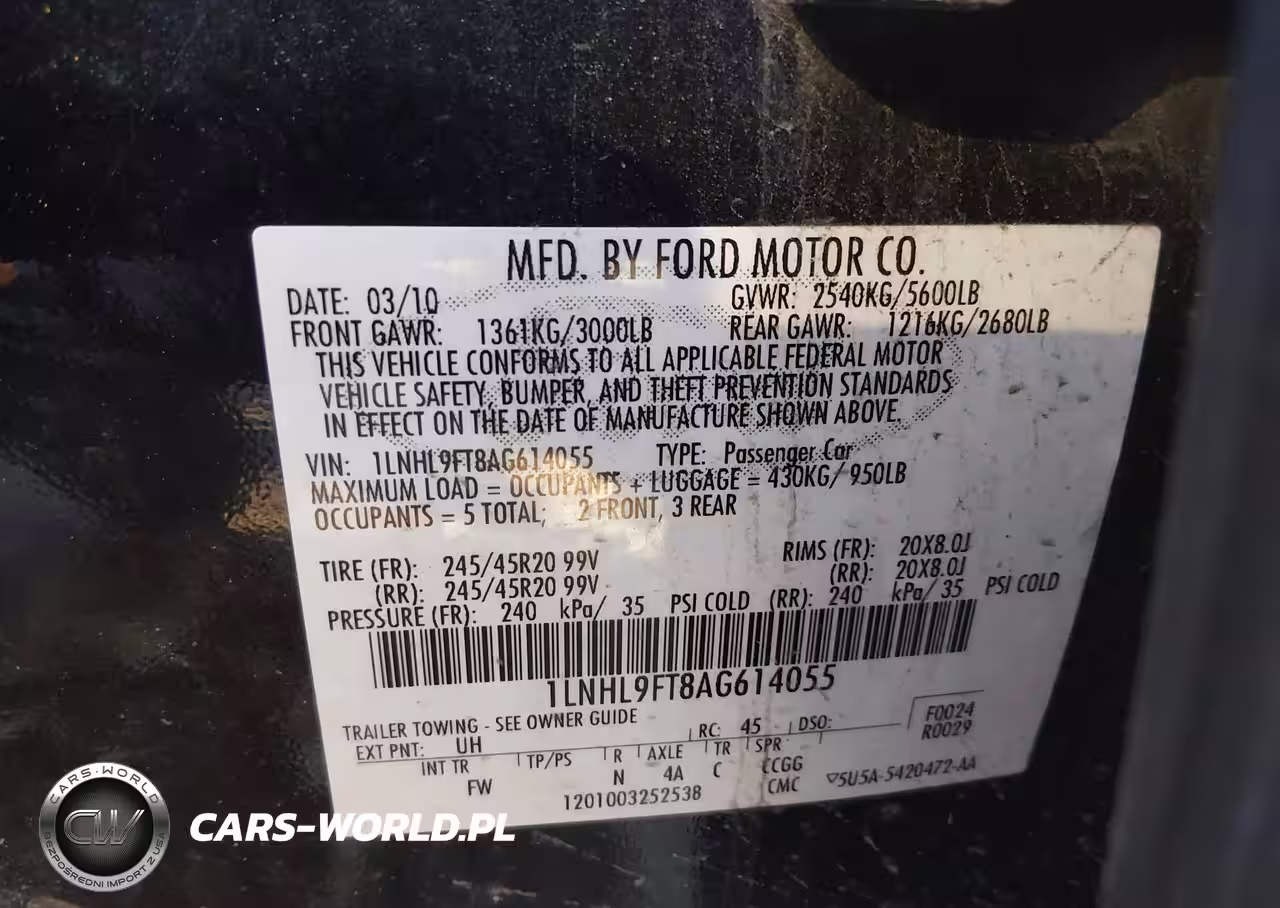 MFD. BY FORD MOTOR CO.
DATE: 03/10 GVWR: 2540KG/5600LB
FRONT GAWR: 1361KG/3000LB REAR GAWR: 1216KG/2680LB
THIS VEHICLE CONFORMS TO ALL APPLICABLE FEDERAL MOTOR
VEHICLE SAFETY, BUMPER, AND THEFT PREVENTION STANDARDS
IN EFFECT ON THE DATE OF MANUFACTURE SHOWN ABOVE.
VIN: 1LNHL9FT8AG614055 TYPE: Passenger Car
MAXIMUM LOAD = OCCUPANTS + LUGGAGE = 430KG/ 950LB
OCCUPANTS = 5 TOTAL; 2 FRONT, 3 REAR
TIRE (FR): 245/45R20 99V RIMS (FR): 20X8.0J
(RR): 245/45R20 99V (RR): 20X8.0J
PRESSURE (FR): 240 kPa/ 35 PSI COLD (RR): 240 kPa/ 35 PSI COLD
1LNHL9FT8AG614055
TRAILER TOWING - SEE OWNER GUIDE
F0024
EXT PNT: UH RC: 45 DSO: R0029
INT TR TP/PS R AXLE TR SPR
FW N 4A C CCGG
CMC
1201003252538 5U5A-5420472-AA
CARS-WORLD
CW
BEZPOŚREDNI IMPORT Z USA
CARS-WORLD.PL